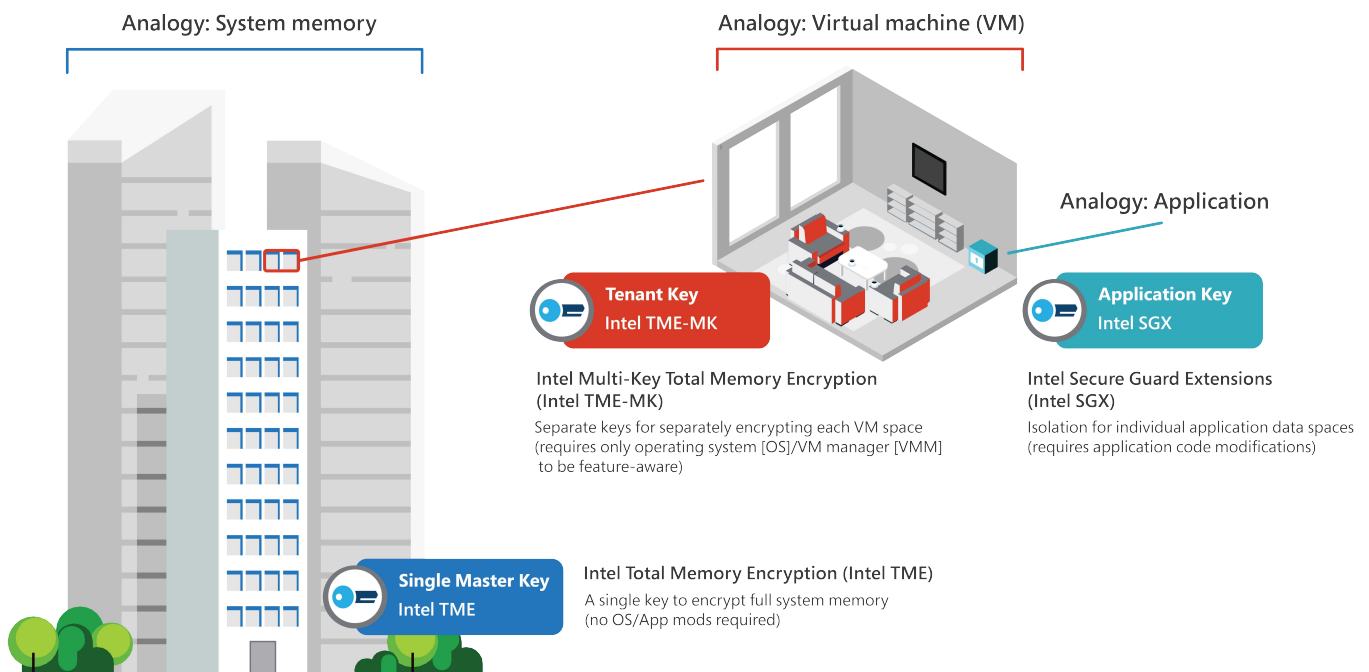 Analogy: System memory
Analogy: Virtual machine (VM)
Analogy: Application
Tenant Key
Intel TME-MK
Application Key
Intel SGX
Intel Multi-Key Total Memory Encryption
(Intel TME-MK)
Separate keys for separately encrypting each VM space
(requires only operating system [OS]/VM manager [VMM]
to be feature-aware)
Intel Secure Guard Extensions
(Intel SGX)
Isolation for individual application data spaces
(requires application code modifications)
Single Master Key
Intel TME
Intel Total Memory Encryption (Intel TME)
A single key to encrypt full system memory
(no OS/App mods required)